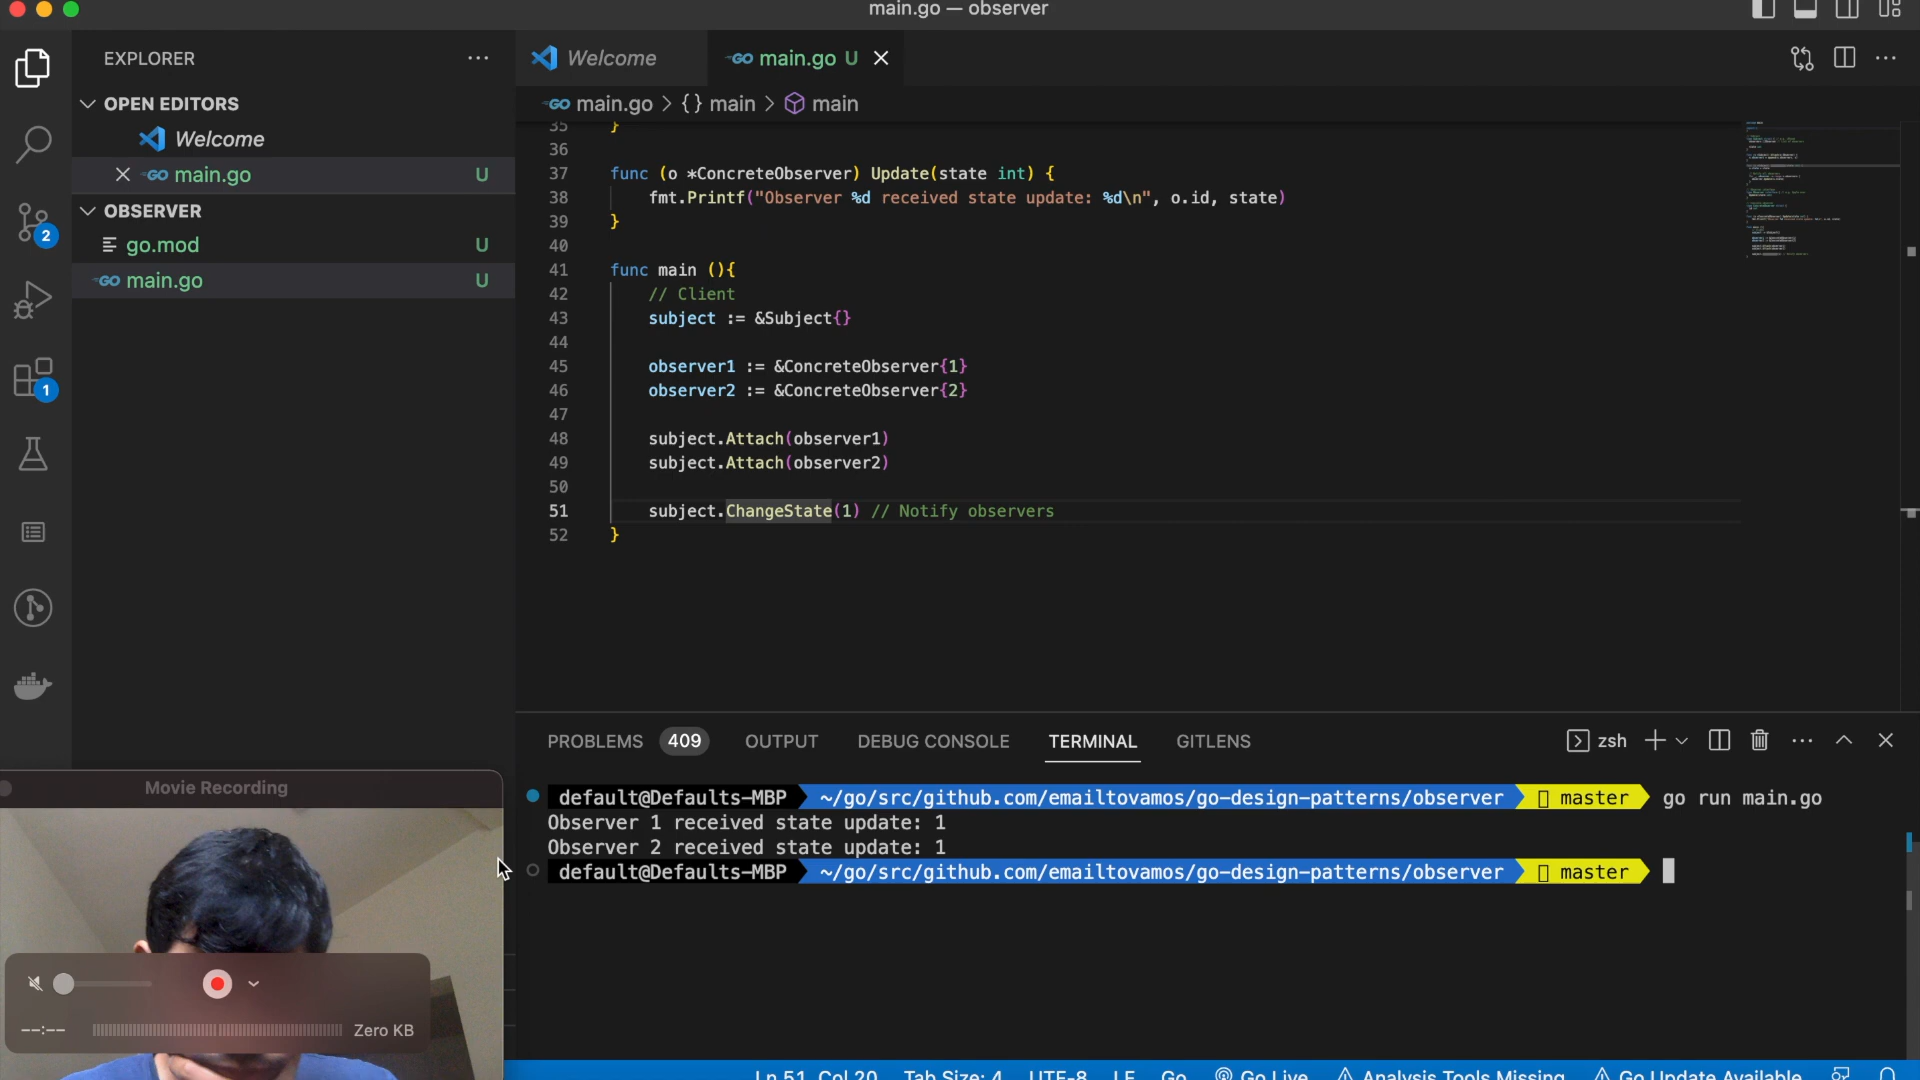 main.go — observer
EXPLORER
OPEN EDITORS
Welcome
main.go U
OBSERVER
go.mod U
main.go U
2
1
Welcome
main.go U
main.go > {} main > main
35 }
36
37 func (o *ConcreteObserver) Update(state int) {
38 fmt.Printf("Observer %d received state update: %d\n", o.id, state)
39 }
40
41 func main (){
42 // Client
43 subject := &Subject{}
44
45 observer1 := &ConcreteObserver{1}
46 observer2 := &ConcreteObserver{2}
47
48 subject.Attach(observer1)
49 subject.Attach(observer2)
50
51 subject.ChangeState(1) // Notify observers
52 }
PROBLEMS 409 OUTPUT DEBUG CONSOLE TERMINAL GITLENS zsh
default@Defaults-MBP ~/go/src/github.com/emailtovamos/go-design-patterns/observer master go run main.go
Observer 1 received state update: 1
Observer 2 received state update: 1
default@Defaults-MBP ~/go/src/github.com/emailtovamos/go-design-patterns/observer master
Movie Recording
--:-- Zero KB
Ln 51, Col 20 Tab Size: 4 UTF-8 LF Go Go Live Analysis Tools Missing Go Update Available